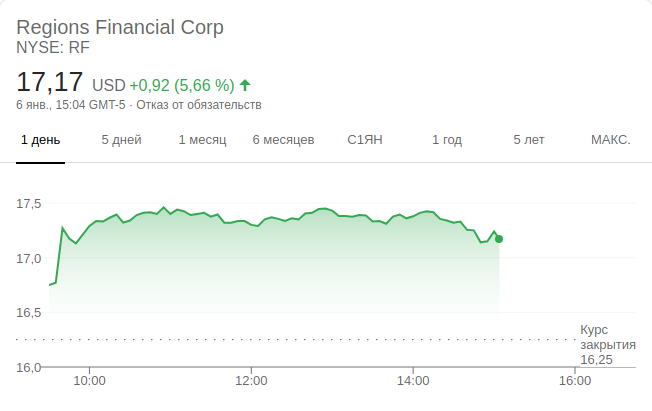 Regions Financial Corp
NYSE: RF
17,17 USD +0,92 (5,66 %)
6 янв., 15:04 GMT-5 · Отказ от обязательств
1 день 5 дней 1 месяц 6 месяцев С1ЯН 1 год 5 лет МАКС.
17,5
17,0
16,5
Курс
закрытия
16,25
16,0
10:00 12:00 14:00 16:00